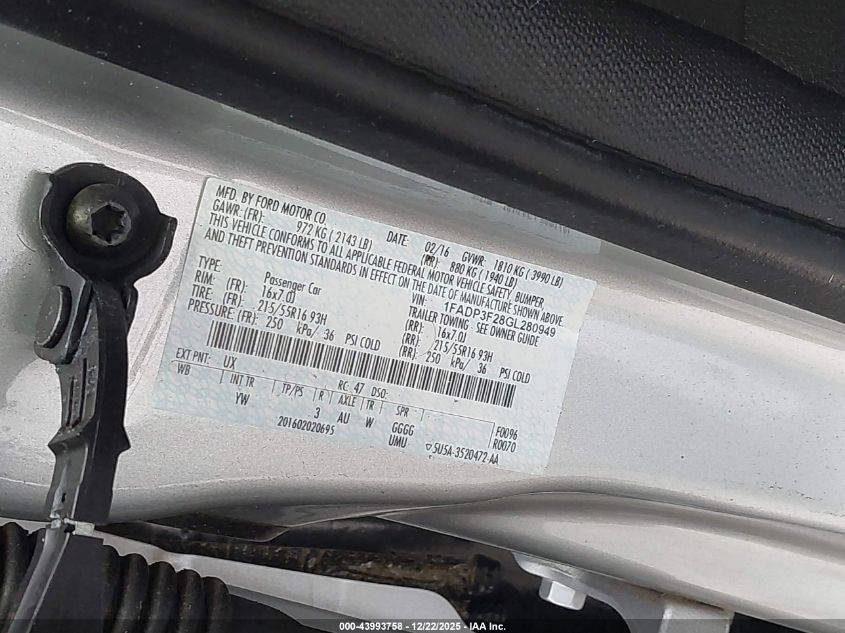 MFD. BY FORD MOTOR CO.
DATE: 02/16 GVWR: 1810 KG ( 3990 LB)
GAWR: (FR): 972 KG ( 2143 LB) (RR): 880 KG ( 1940 LB)
THIS VEHICLE CONFORMS TO ALL APPLICABLE FEDERAL MOTOR VEHICLE SAFETY, BUMPER,
AND THEFT PREVENTION STANDARDS IN EFFECT ON THE DATE OF MANUFACTURE SHOWN ABOVE.
VIN: 1FADP3F28GL280949
TYPE: Passenger Car TRAILER TOWING - SEE OWNER GUIDE
RIM: (FR): 16x7.0J (RR): 16x7.0J
TIRE: (FR): 215/55R16 93H (RR): 215/55R16 93H
PRESSURE: (FR): 250 kPa/ 36 PSI COLD (RR): 250 kPa/ 36 PSI COLD
EXT PNT: UX RC: 47 DSO: F0096
WB INT TR TP/PS R AXLE TR SPR R0070
YW 3 AU W GGGG
201602020695 UMU 5U5A-3520472-AA
000-43993758 - 12/22/2025 - IAA Inc.